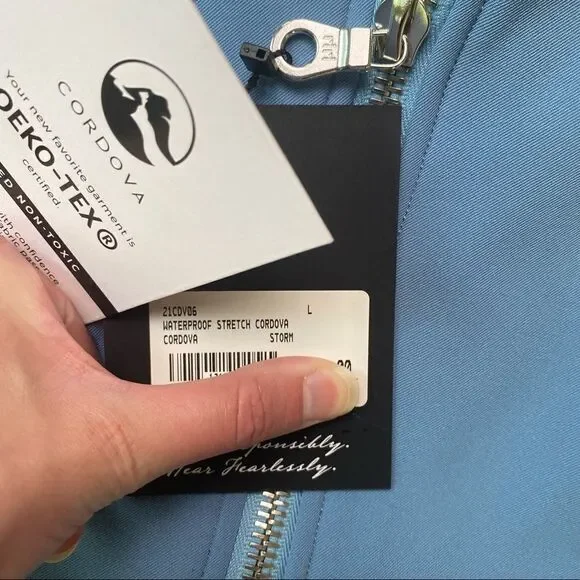 CORDOVA
Your new favorite garment is
OEKO-TEX®
certified.
NON-TOXIC
with confidence
21CDV06 L
WATERPROOF STRETCH CORDOVA
CORDOVA STORM
Wear Fearlessly.